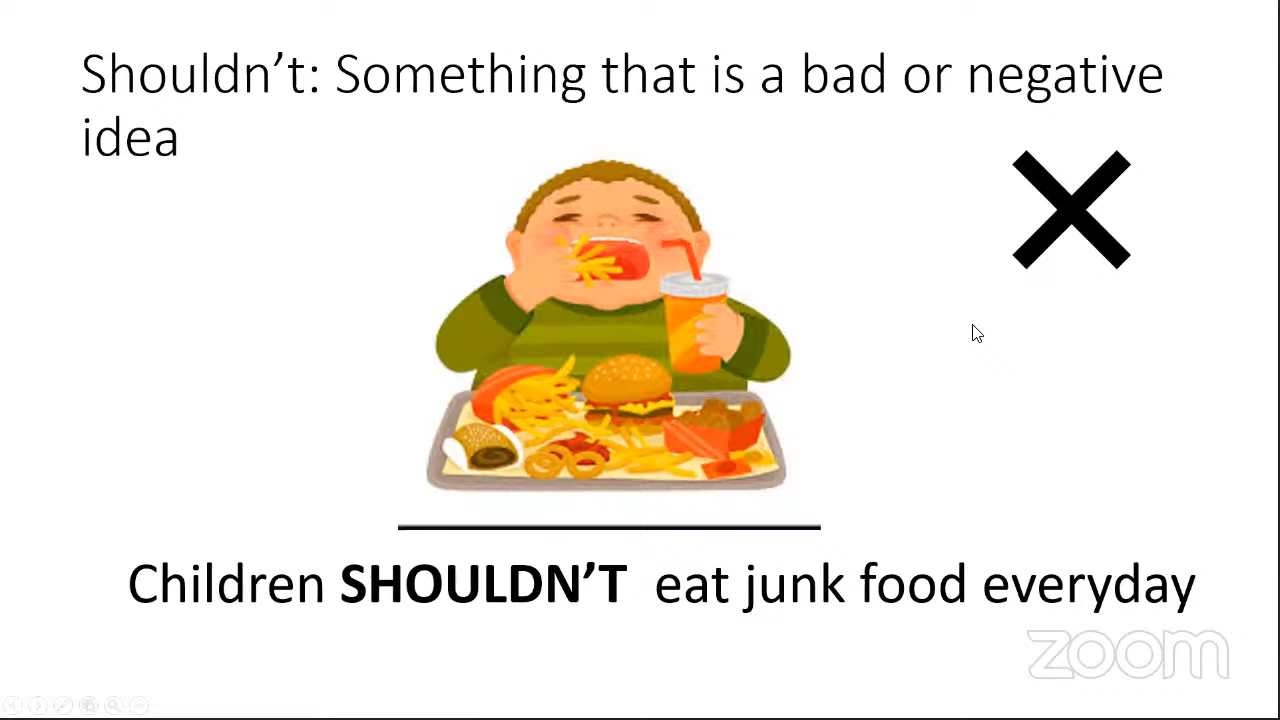 Shouldn’t: Something that is a bad or negative
idea
Children SHOULDN’T eat junk food everyday
zoom